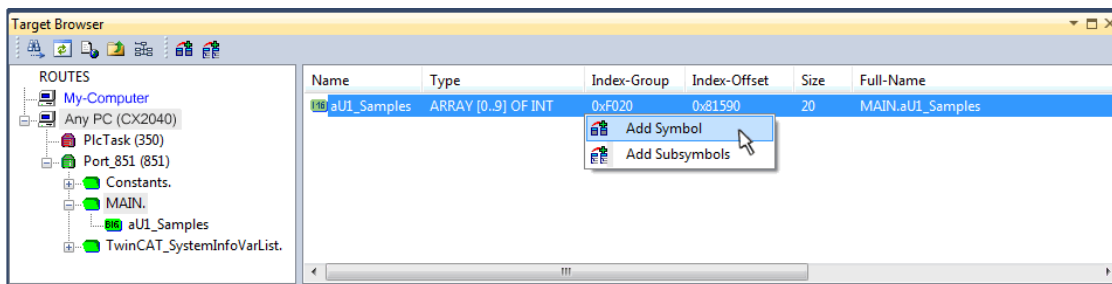 Target Browser
ROUTES
My-Computer
Any PC (CX2040)
PlcTask (350)
Port_851 (851)
Constants.
MAIN.
aU1_Samples
TwinCAT_SystemInfoVarList.
Name Type Index-Group Index-Offset Size Full-Name
aU1_Samples ARRAY [0..9] OF INT 0xF020 0x81590 20 MAIN.aU1_Samples
Add Symbol
Add Subsymbols